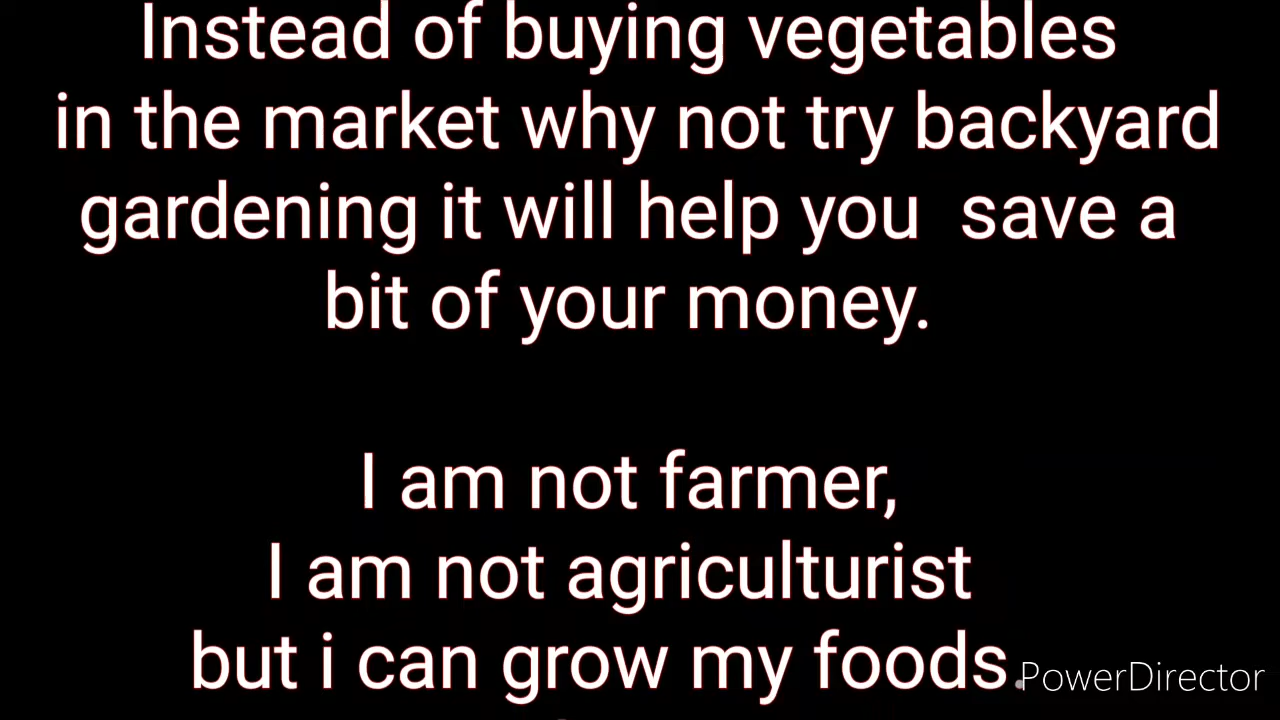 Instead of buying vegetables
in the market why not try backyard
gardening it will help you  save a
bit of your money.
I am not farmer,
I am not agriculturist
but i can grow my foods.
PowerDirector